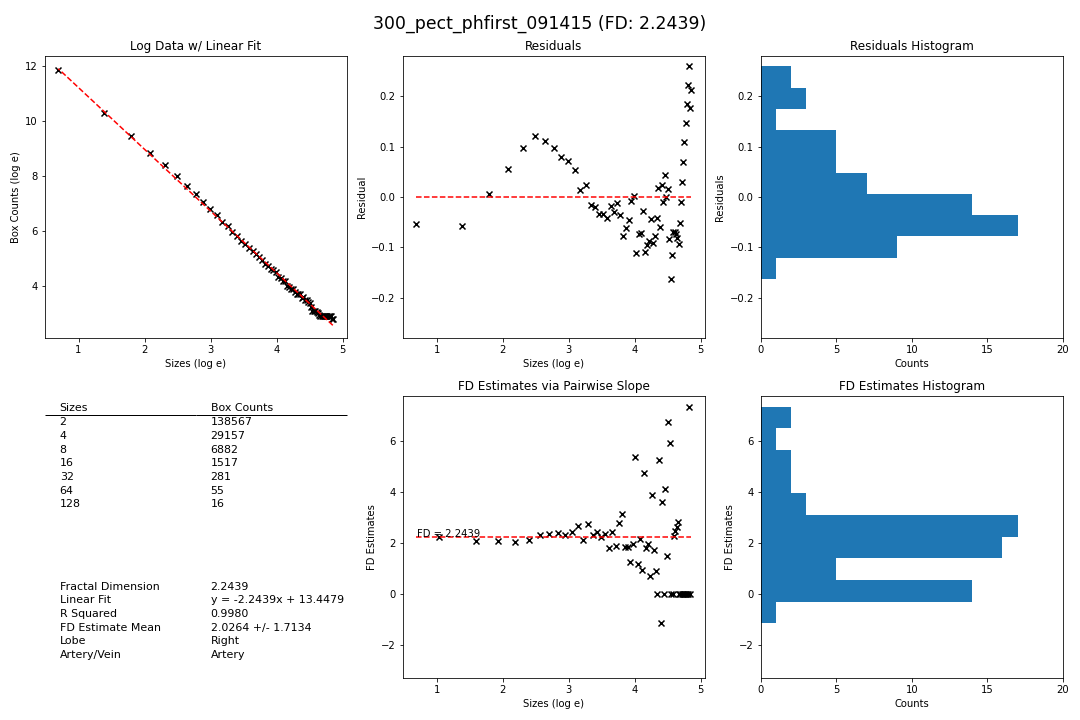 300_pect_phfirst_091415 (FD: 2.2439)
Log Data w/ Linear Fit
Box Counts (log e)
12
10
8
6
4
1 2 3 4 5
Sizes (log e)
Residuals
Residual
0.2
0.1
0.0
−0.1
−0.2
1 2 3 4 5
Sizes (log e)
Residuals Histogram
Residuals
0.2
0.1
0.0
−0.1
−0.2
0 5 10 15 20
Counts
Sizes Box Counts
2 138567
4 29157
8 6882
16 1517
32 281
64 55
128 16
Fractal Dimension 2.2439
Linear Fit y = -2.2439x + 13.4479
R Squared 0.9980
FD Estimate Mean 2.0264 +/- 1.7134
Lobe Right
Artery/Vein Artery
FD Estimates via Pairwise Slope
FD Estimates
6
4
2
0
−2
FD = 2.2439
1 2 3 4 5
Sizes (log e)
FD Estimates Histogram
FD Estimates
6
4
2
0
−2
0 5 10 15 20
Counts